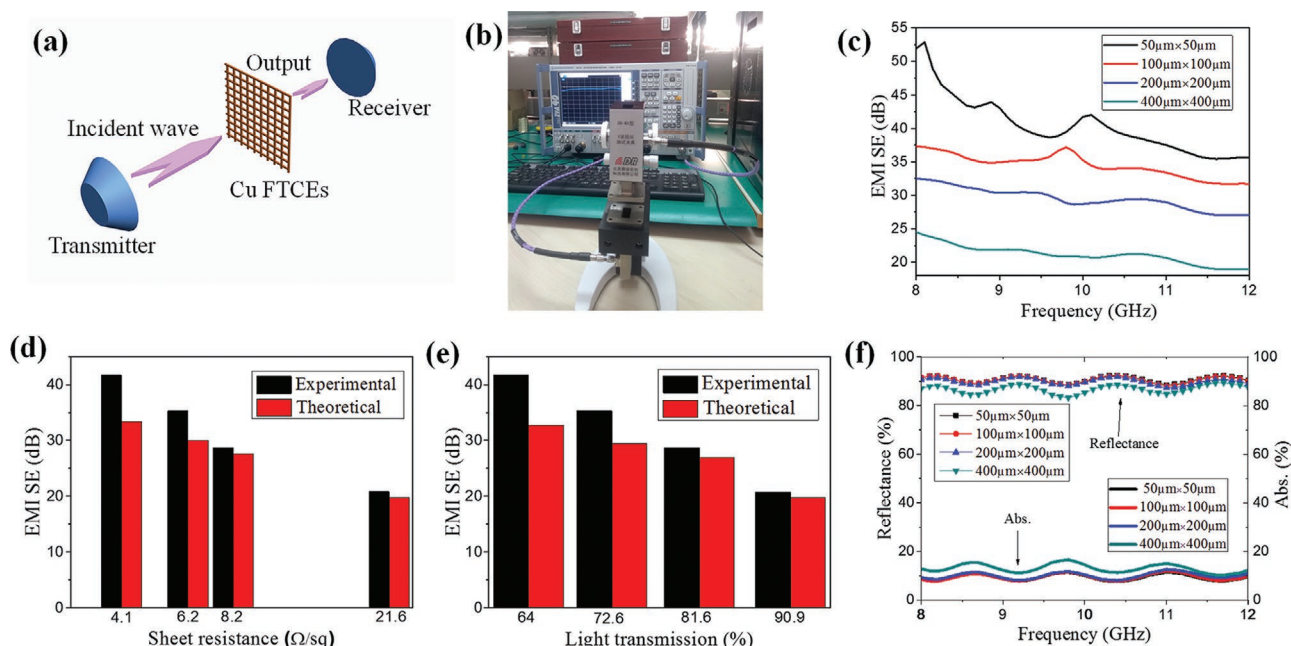 (a)
Output
Receiver
Incident wave
Cu FTCEs
Transmitter
(b)
(c)
55
50
45
40
35
30
25
20
EMI SE (dB)
50µm×50µm
100µm×100µm
200µm×200µm
400µm×400µm
8
9
10
11
12
Frequency (GHz)
(d)
40
30
20
10
0
EMI SE (dB)
Experimental
Theoretical
4.1
6.2
8.2
21.6
Sheet resistance (Ω/sq)
(e)
40
30
20
10
0
EMI SE (dB)
Experimental
Theoretical
64
72.6
81.6
90.9
Light transmission (%)
(f)
100
80
60
40
20
0
Reflectance (%)
50µm×50µm
100µm×100µm
200µm×200µm
400µm×400µm
Reflectance
Abs.
50µm×50µm
100µm×100µm
200µm×200µm
400µm×400µm
100
80
60
40
20
0
Abs. (%)
8
9
10
11
12
Frequency (GHz)